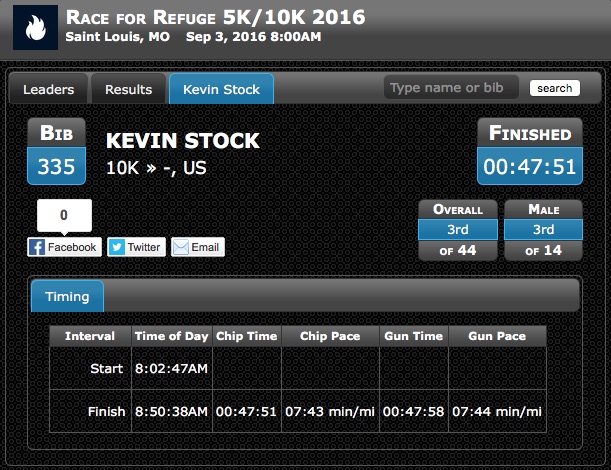 Race for Refuge 5K/10K 2016
Saint Louis, MO Sep 3, 2016 8:00AM
Leaders Results Kevin Stock Type name or bib search
Bib Finished
335 KEVIN STOCK 00:47:51
10K » -, US
0 Overall Male
3rd 3rd
Facebook Twitter Email of 44 of 14
Timing
Interval Time of Day Chip Time Chip Pace Gun Time Gun Pace
Start 8:02:47AM
Finish 8:50:38AM 00:47:51 07:43 min/mi 00:47:58 07:44 min/mi